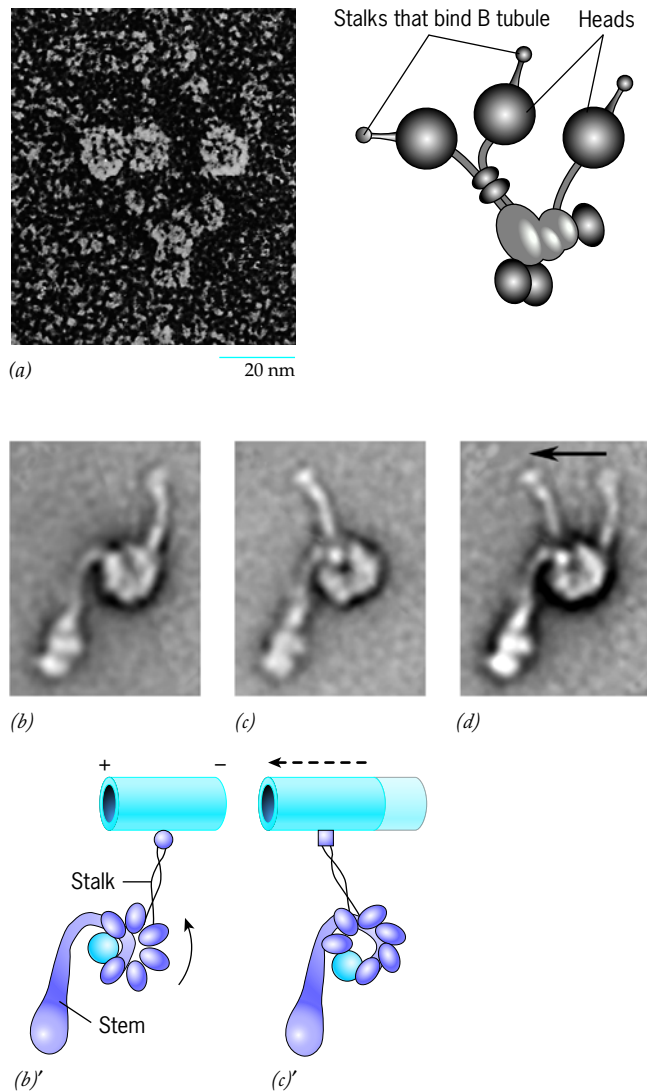 Stalks that bind B tubule Heads
(a)
20 nm
(b)
(c)
(d)
+ −
Stalk
Stem
(b)′
(c)′